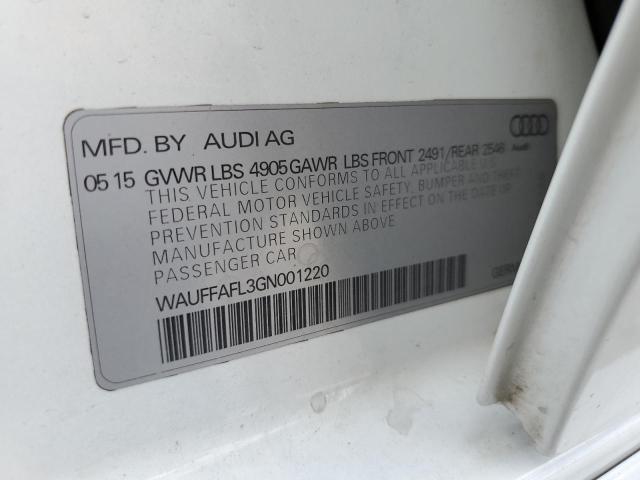 MFD. BY AUDI AG
Audi
05 15 GVWR LBS 4905 GAWR LBS FRONT 2491/REAR 2546
THIS VEHICLE CONFORMS TO ALL APPLICABLE U.S.
FEDERAL MOTOR VEHICLE SAFETY, BUMPER AND THEFT
PREVENTION STANDARDS IN EFFECT ON THE DATE OF
MANUFACTURE SHOWN ABOVE
PASSENGER CAR
WAUFFAFL3GN001220
GERM